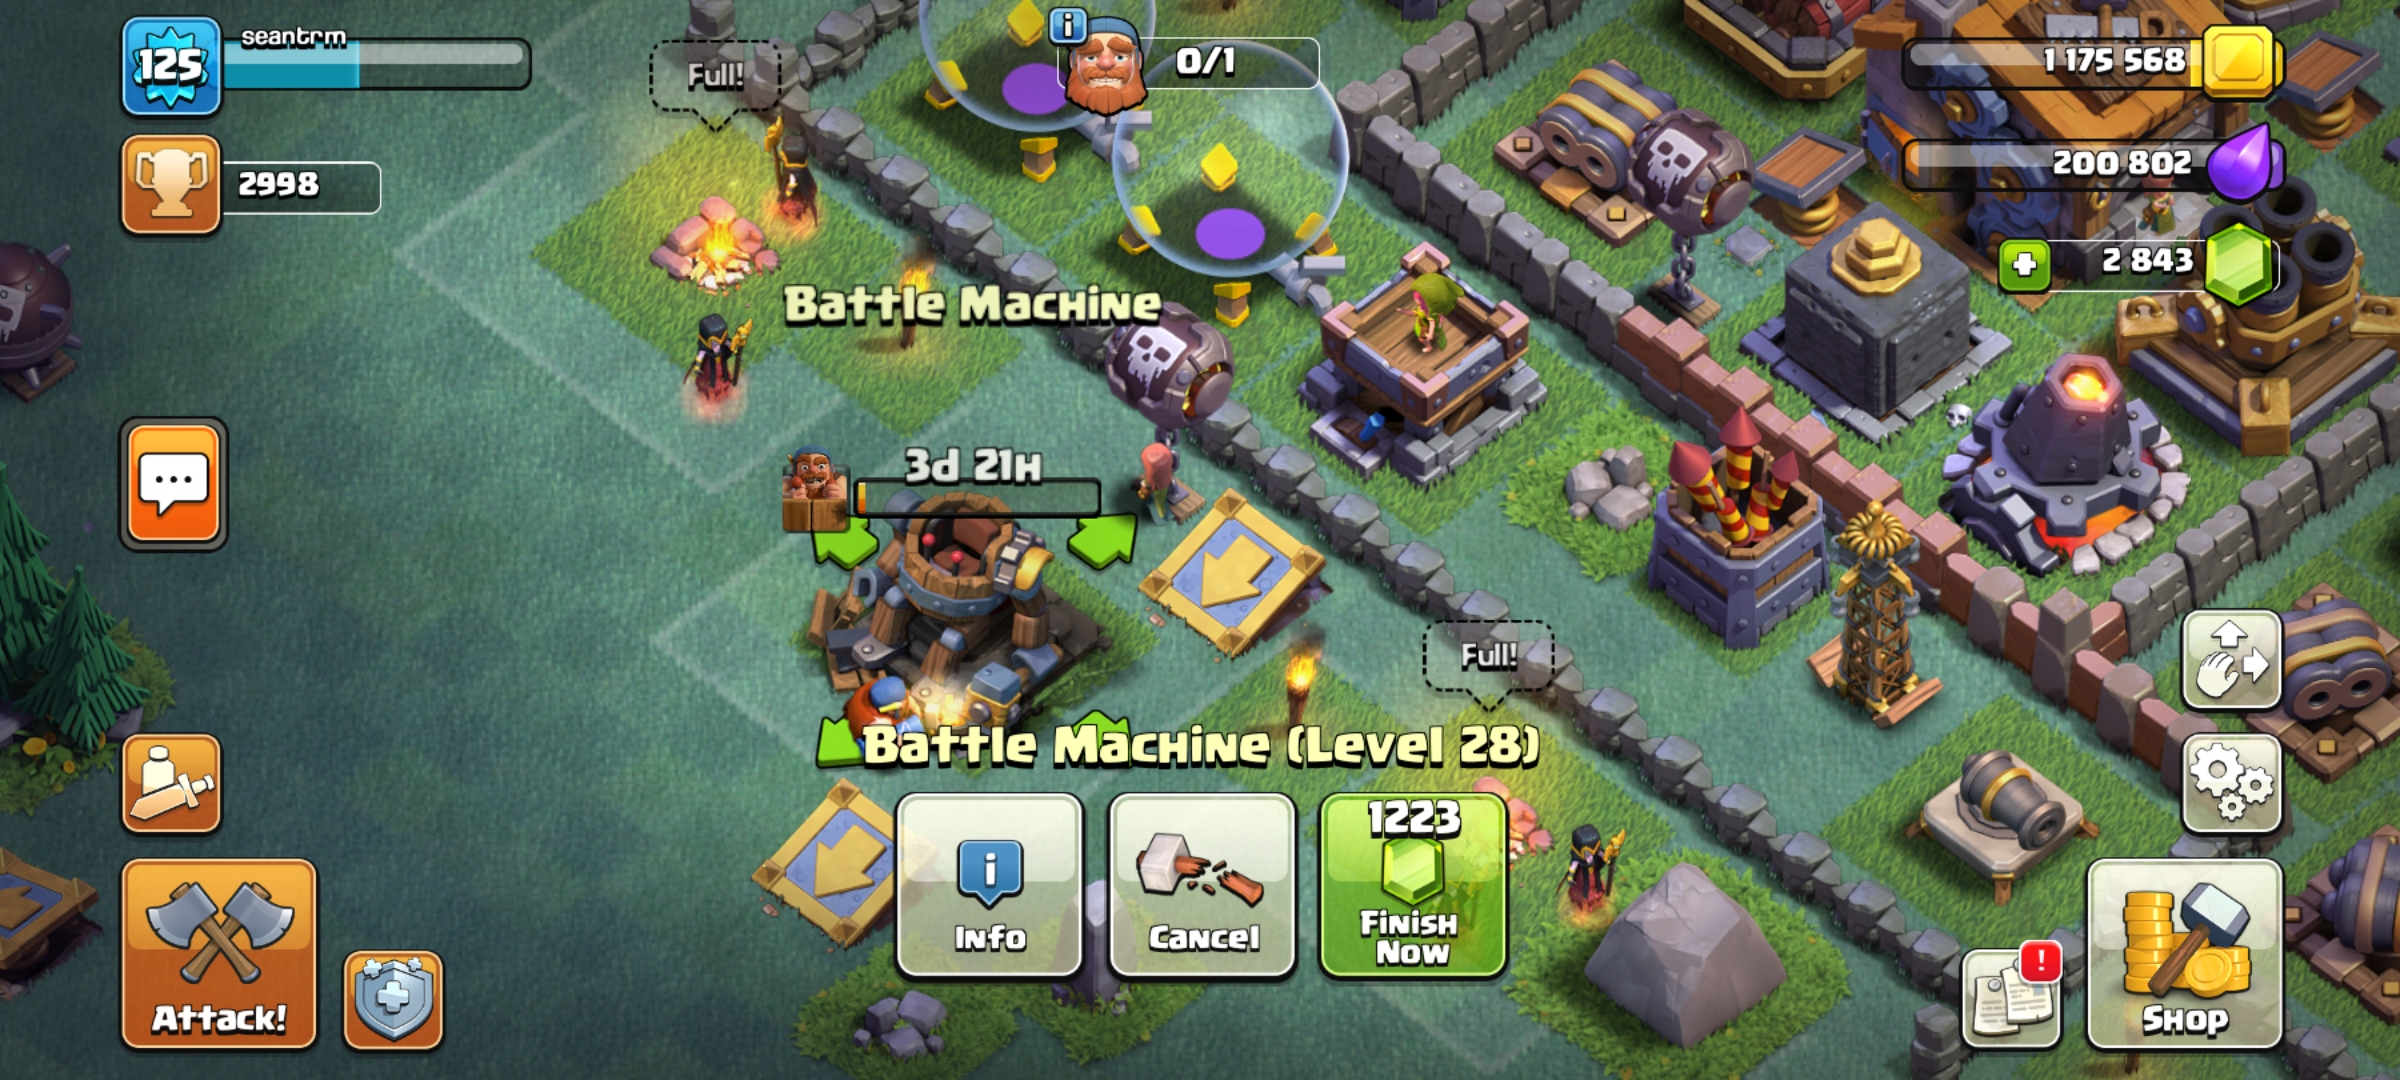 125
seantrm
Full!
0/1
1 175 568
2998
200 802
2 843
Battle Machine
3d 21H
Full!
Battle Machine (Level 28)
Info
Cancel
1223
Finish
Now
Attack!
!
Shop